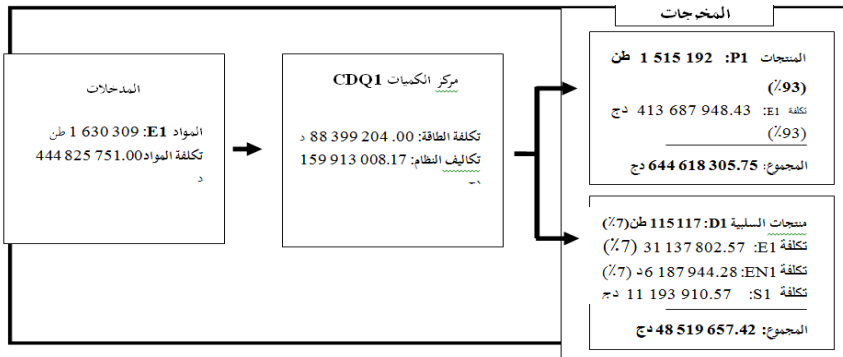 المخرجات
المدخلات
المواد E1: 1 630 309 طن
تكلفة المواد444 825 751.00
د
مركز الكميات CDQ1
تكلفة الطاقة: 88 399 204 .00 د
تكاليف النظام: 159 913 008.17
المنتجات P1: 1 515 192 طن
(93٪)
تكلفة E1: 413 687 948.43 دج
(93٪)
المجموع: 644 618 305.75 دج
منتجات السلبية D1: 115 117 طن(7٪)
تكلفة E1: 31 137 802.57 (7٪)
تكلفة EN1: 6 187 944.28د (7٪)
تكلفة S1: 11 193 910.57 دج
المجموع: 48 519 657.42 دج